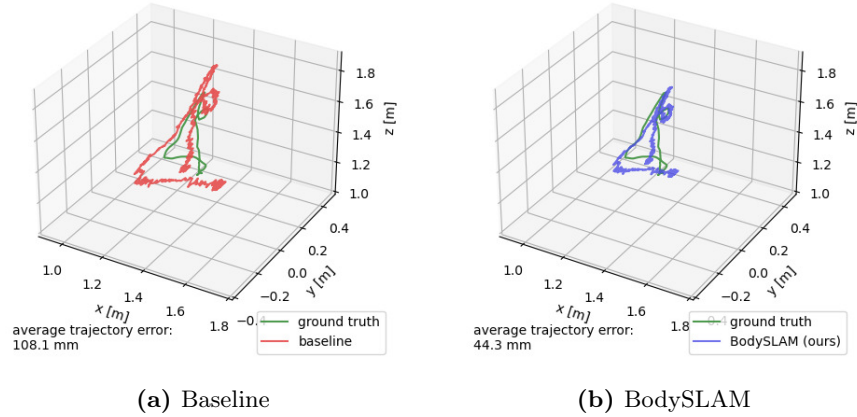 1.8
1.6
1.4
1.2
1.0
z [m]
0.4
0.2
0.0
−0.2
−0.4
y [m]
1.0
1.2
1.4
1.6
1.8
x [m]
average trajectory error:
108.1 mm
ground truth
baseline
(a) Baseline
1.8
1.6
1.4
1.2
1.0
z [m]
0.4
0.2
0.0
−0.2
0.4
y [m]
1.0
1.2
1.4
1.6
1.8
x [m]
average trajectory error:
44.3 mm
ground truth
BodySLAM (ours)
(b) BodySLAM